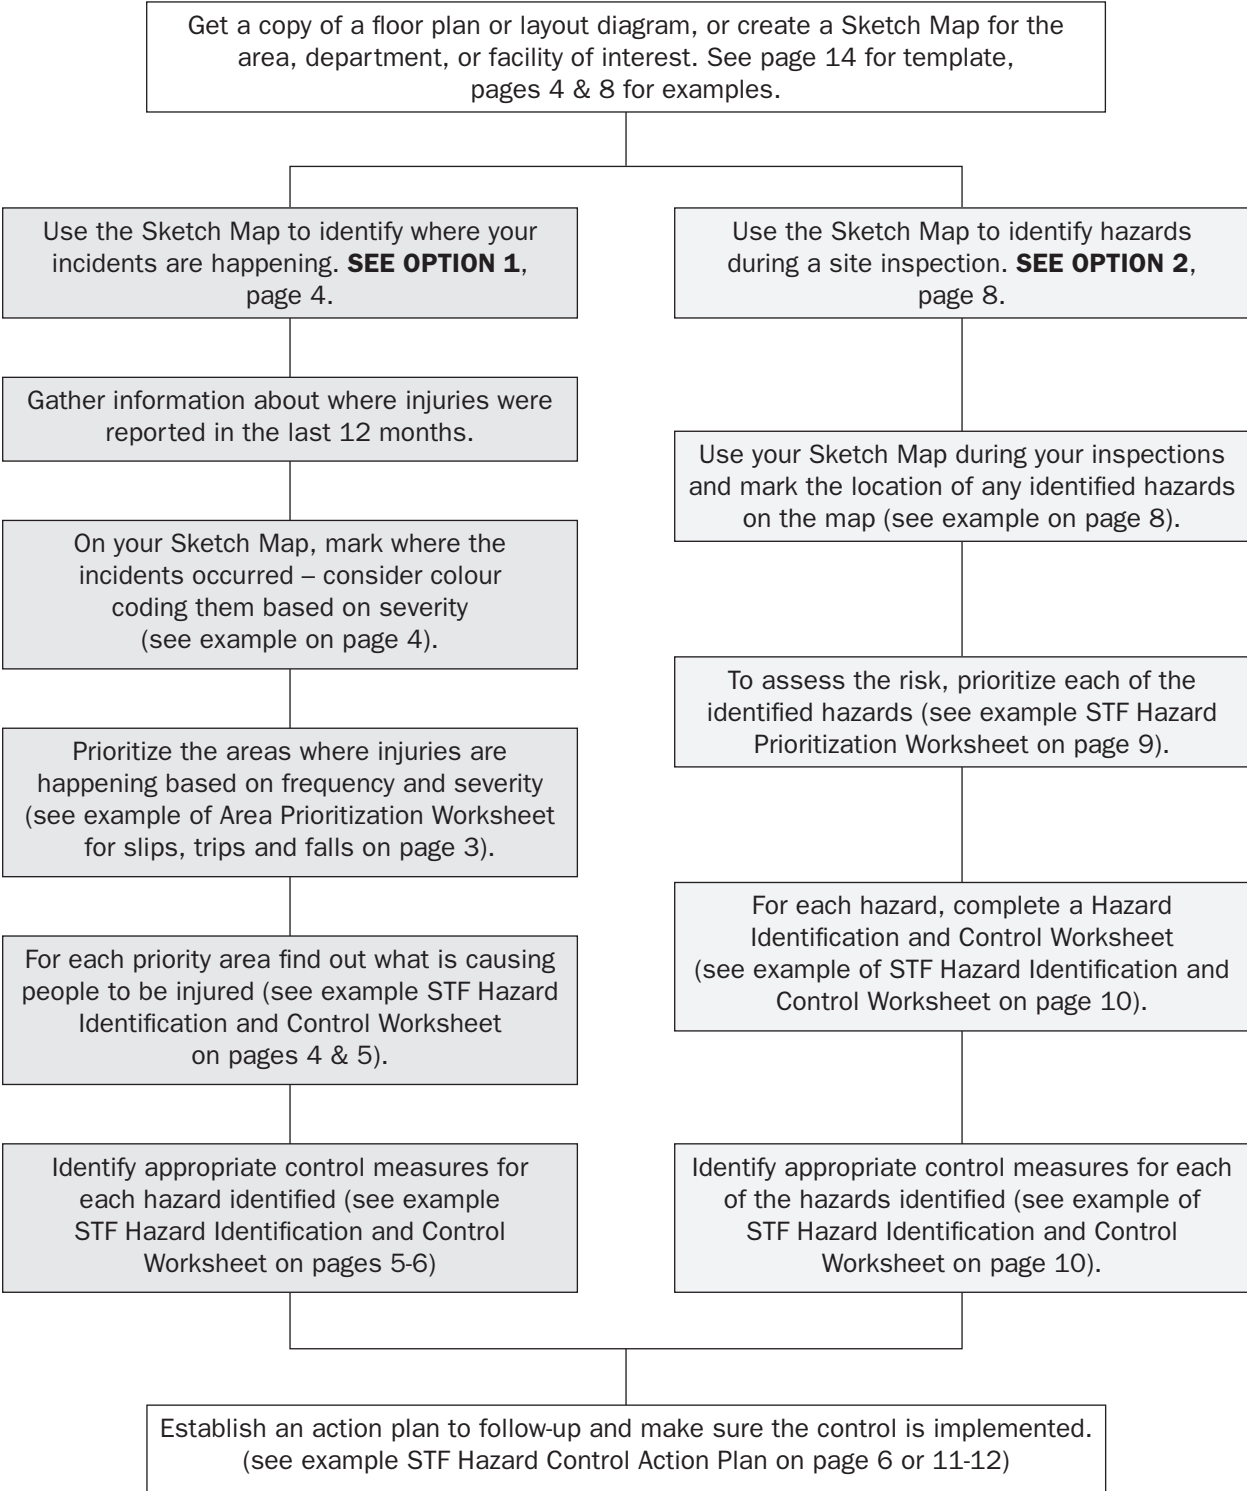 Get a copy of a floor plan or layout diagram, or create a Sketch Map for the
area, department, or facility of interest. See page 14 for template,
pages 4 & 8 for examples.
Use the Sketch Map to identify where your
incidents are happening. SEE OPTION 1,
page 4.
Gather information about where injuries were
reported in the last 12 months.
On your Sketch Map, mark where the
incidents occurred – consider colour
coding them based on severity
(see example on page 4).
Prioritize the areas where injuries are
happening based on frequency and severity
(see example of Area Prioritization Worksheet
for slips, trips and falls on page 3).
For each priority area find out what is causing
people to be injured (see example STF Hazard
Identification and Control Worksheet
on pages 4 & 5).
Identify appropriate control measures for
each hazard identified (see example
STF Hazard Identification and Control
Worksheet on pages 5-6)
Use the Sketch Map to identify hazards
during a site inspection. SEE OPTION 2,
page 8.
Use your Sketch Map during your inspections
and mark the location of any identified hazards
on the map (see example on page 8).
To assess the risk, prioritize each of the
identified hazards (see example STF Hazard
Prioritization Worksheet on page 9).
For each hazard, complete a Hazard
Identification and Control Worksheet
(see example of STF Hazard Identification and
Control Worksheet on page 10).
Identify appropriate control measures for each
of the hazards identified (see example of
STF Hazard Identification and Control
Worksheet on page 10).
Establish an action plan to follow-up and make sure the control is implemented.
(see example STF Hazard Control Action Plan on page 6 or 11-12)